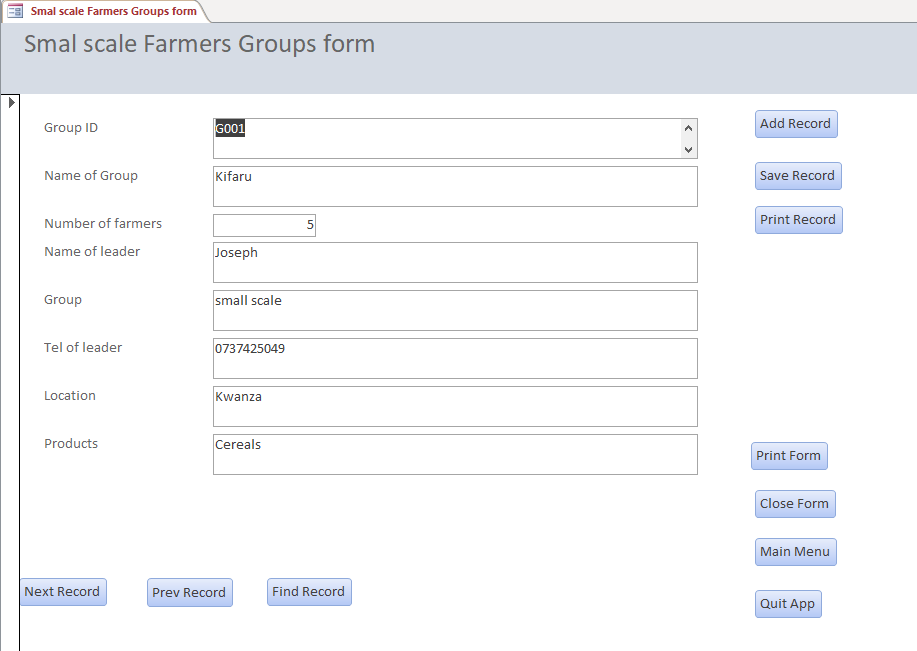 Smal scale Farmers Groups form
Smal scale Farmers Groups form
Group ID
G001
Add Record
Name of Group
Kifaru
Save Record
Number of farmers
5
Print Record
Name of leader
Joseph
Group
small scale
Tel of leader
0737425049
Location
Kwanza
Products
Cereals
Print Form
Close Form
Main Menu
Next Record
Prev Record
Find Record
Quit App